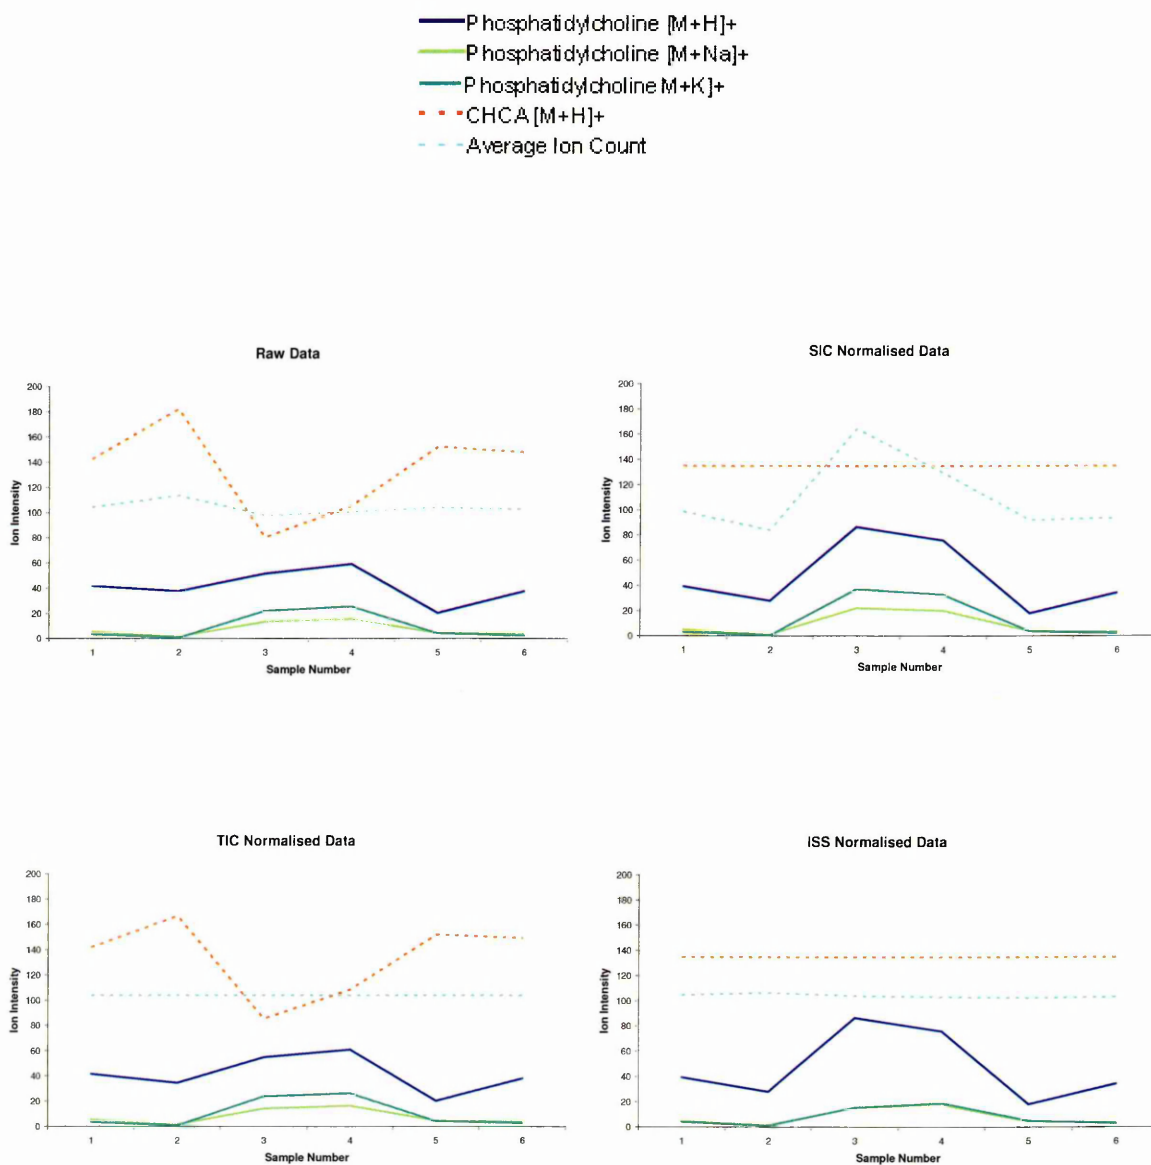 Phosphatidylcholine [M+H]+
Phosphatidylcholine [M+Na]+
Phosphatidylcholine M+K]+
CHCA [M+H]+
Average Ion Count
Raw Data
200
180
160
140
120
100
80
60
40
20
0
Ion Intensity
1 2 3 4 5 6
Sample Number
SIC Normalised Data
200
180
160
140
120
100
80
60
40
20
0
Ion Intensity
1 2 3 4 5 6
Sample Number
TIC Normalised Data
200
180
160
140
120
100
80
60
40
20
0
Ion Intensity
1 2 3 4 5 6
Sample Number
ISS Normalised Data
200
180
160
140
120
100
80
60
40
20
0
Ion Intensity
1 2 3 4 5 6
Sample Number